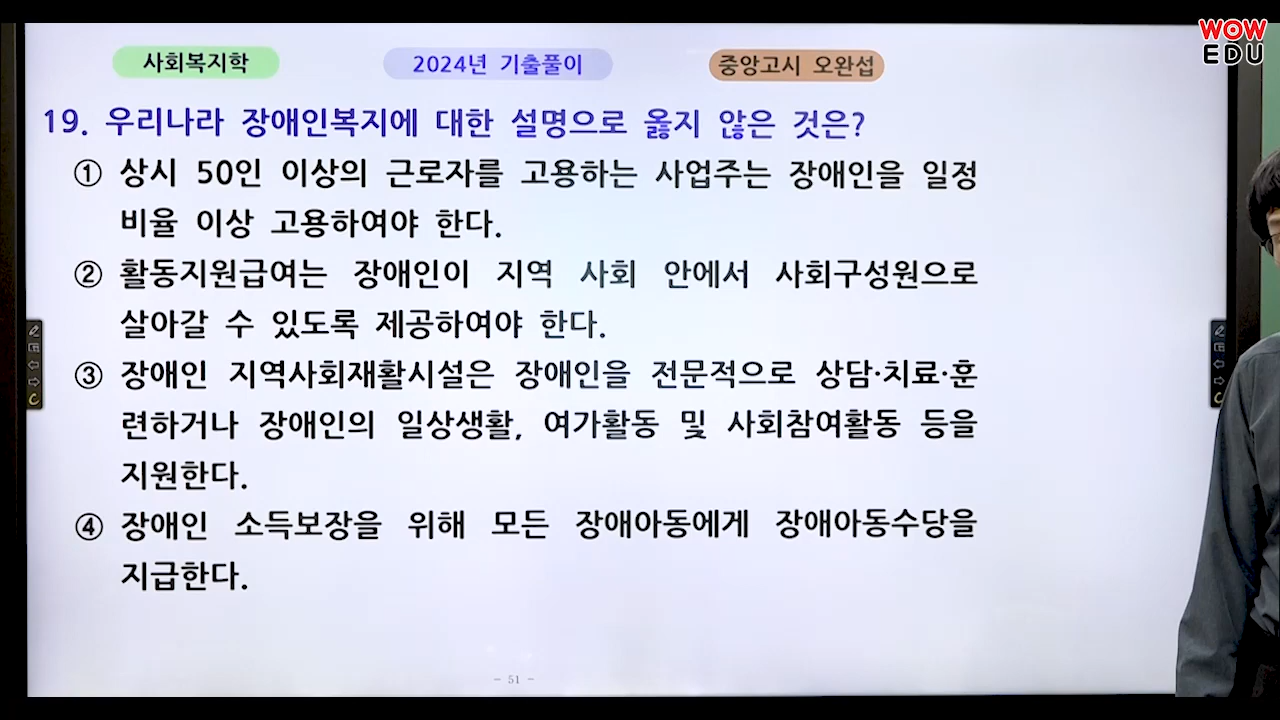 WOW
EDU
사회복지학
2024년 기출풀이
중앙고시 오완섭
19. 우리나라 장애인복지에 대한 설명으로 옳지 않은 것은?
① 상시 50인 이상의 근로자를 고용하는 사업주는 장애인을 일정
비율 이상 고용하여야 한다.
② 활동지원급여는 장애인이 지역 사회 안에서 사회구성원으로
살아갈 수 있도록 제공하여야 한다.
③ 장애인 지역사회재활시설은 장애인을 전문적으로 상담·치료·훈
련하거나 장애인의 일상생활, 여가활동 및 사회참여활동 등을
지원한다.
④ 장애인 소득보장을 위해 모든 장애아동에게 장애아동수당을
지급한다.
- 51 -